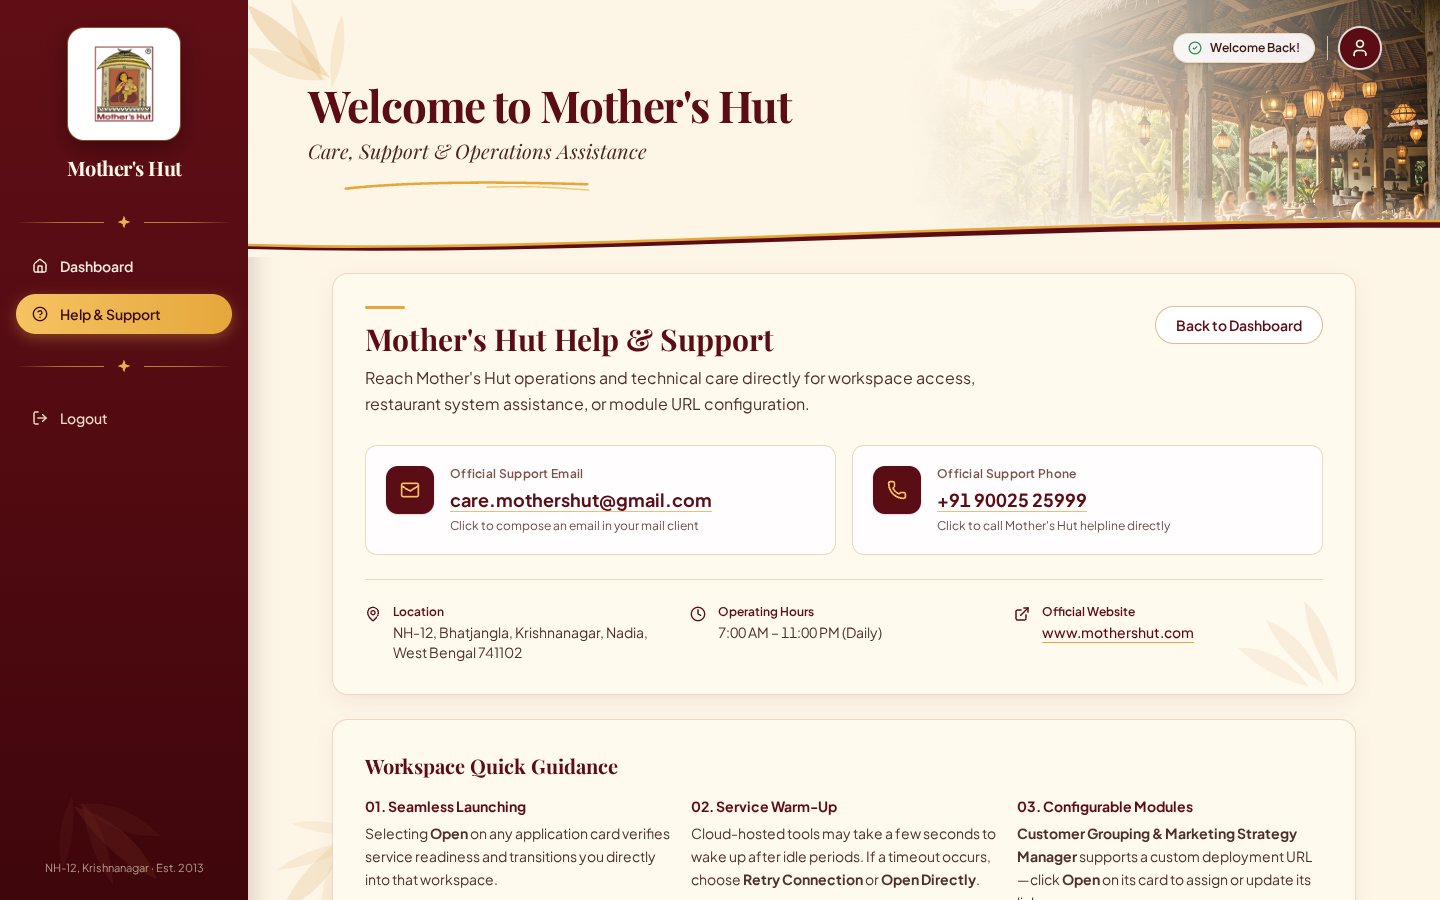 ®
Mother's Hut
Mother's Hut
Dashboard
Help & Support
Logout
NH-12, Krishnanagar · Est. 2013
Welcome Back!
Welcome to Mother's Hut
Care, Support & Operations Assistance
Mother's Hut Help & Support
Back to Dashboard
Reach Mother's Hut operations and technical care directly for workspace access,
restaurant system assistance, or module URL configuration.
Official Support Email
care.mothershut@gmail.com
Click to compose an email in your mail client
Official Support Phone
+91 90025 25999
Click to call Mother's Hut helpline directly
Location
NH-12, Bhatjangla, Krishnanagar, Nadia,
West Bengal 741102
Operating Hours
7:00 AM – 11:00 PM (Daily)
Official Website
www.mothershut.com
Workspace Quick Guidance
01. Seamless Launching
Selecting Open on any application card verifies
service readiness and transitions you directly
into that workspace.
02. Service Warm-Up
Cloud-hosted tools may take a few seconds to
wake up after idle periods. If a timeout occurs,
choose Retry Connection or Open Directly.
03. Configurable Modules
Customer Grouping & Marketing Strategy
Manager supports a custom deployment URL
—click Open on its card to assign or update its